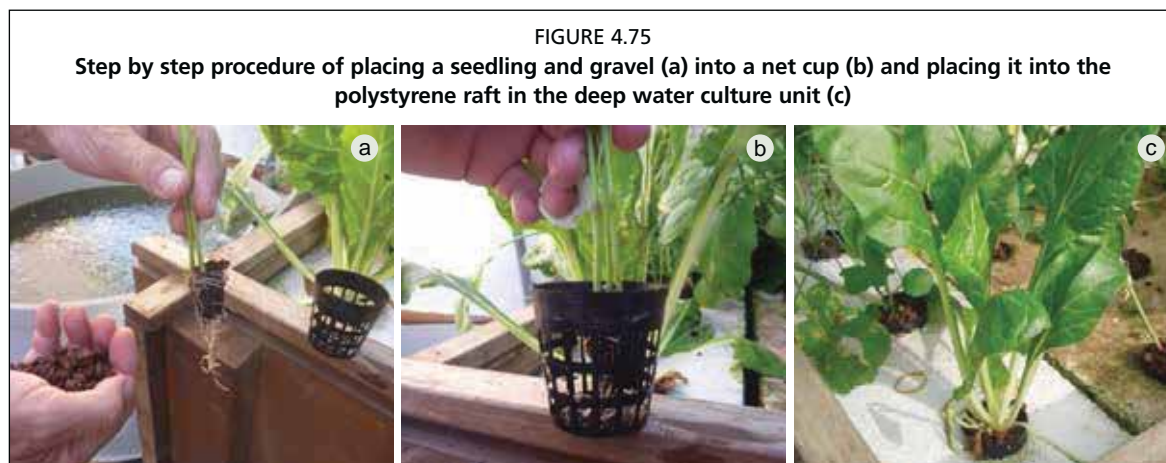 FIGURE 4.75
Step by step procedure of placing a seedling and gravel (a) into a net cup (b) and placing it into the
polystyrene raft in the deep water culture unit (c)
a
b
c